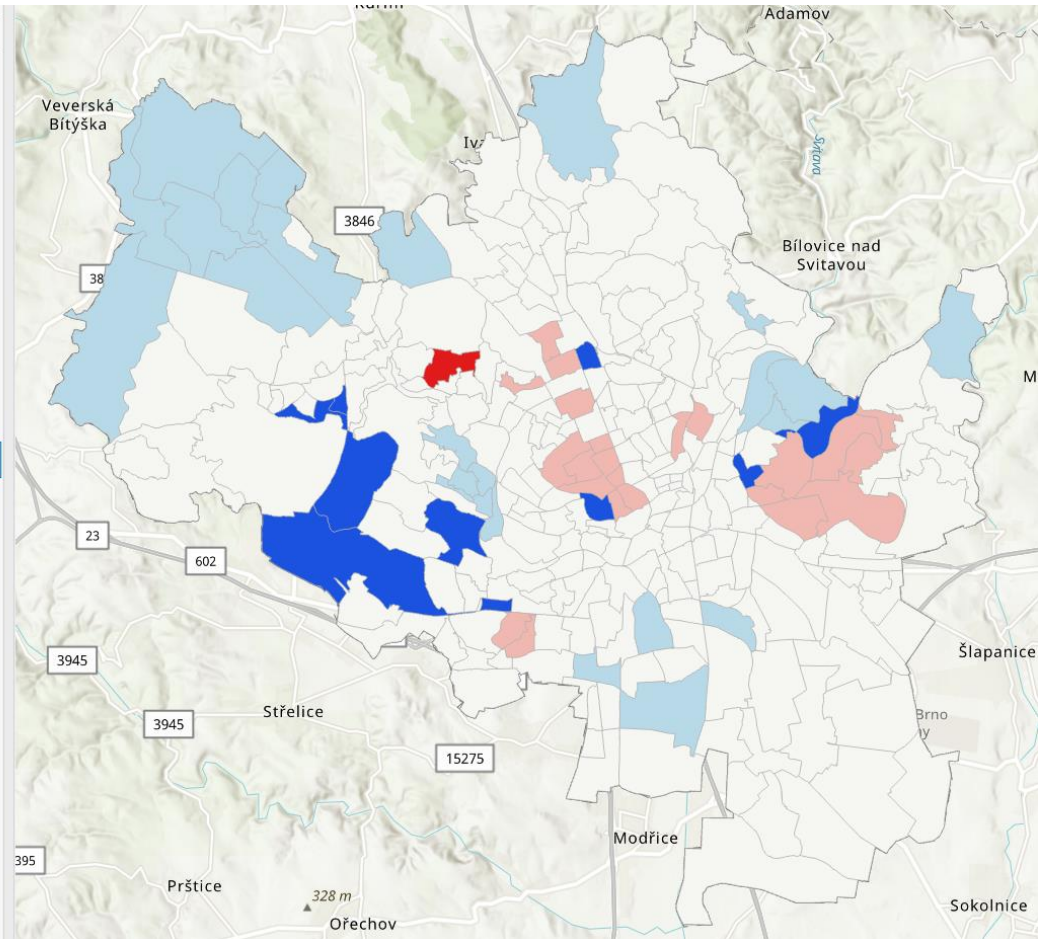 Adamov
Veverská
Bítýška
Svitava
3846
Bílovice nad
Svitavou
38
M
23
602
3945
Šlapanice
Střelice
3945
Brno
15275
Modřice
395
Prštice
328 m
Ořechov
Sokolnice